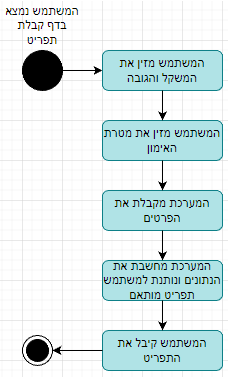 המשתמש נמצא
בדף קבלת
תפריט
המשתמש מזין את
המשקל והגובה
המשתמש מזין את מטרת
האימון
המערכת מקבלת את
הפרטים
המערכת מחשבת את
הנתונים ונותנת למשתמש
תפריט מותאם
המשתמש קיבל את
התפריט